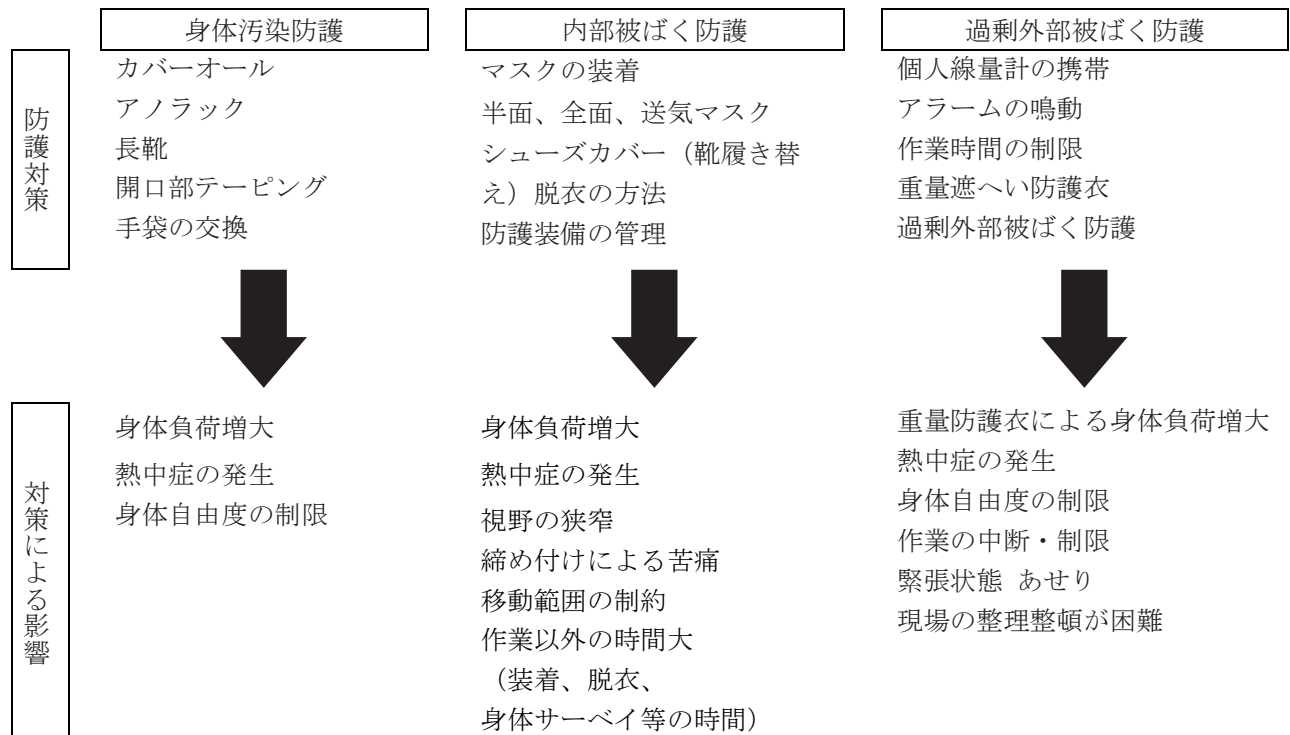 身体汚染防護
内部被ばく防護
過剰外部被ばく防護
防護対策
カバーオール
アノラック
長靴
開口部テーピング
手袋の交換
マスクの装着
半面、全面、送気マスク
シューズカバー（靴履き替
え）脱衣の方法
防護装備の管理
個人線量計の携帯
アラームの鳴動
作業時間の制限
重量遮へい防護衣
過剰外部被ばく防護
対策による影響
身体負荷増大
熱中症の発生
身体自由度の制限
身体負荷増大
熱中症の発生
視野の狭窄
締め付けによる苦痛
移動範囲の制約
作業以外の時間大
（装着、脱衣、
身体サーベイ等の時間）
重量防護衣による身体負荷増大
熱中症の発生
身体自由度の制限
作業の中断・制限
緊張状態 あせり
現場の整理整頓が困難